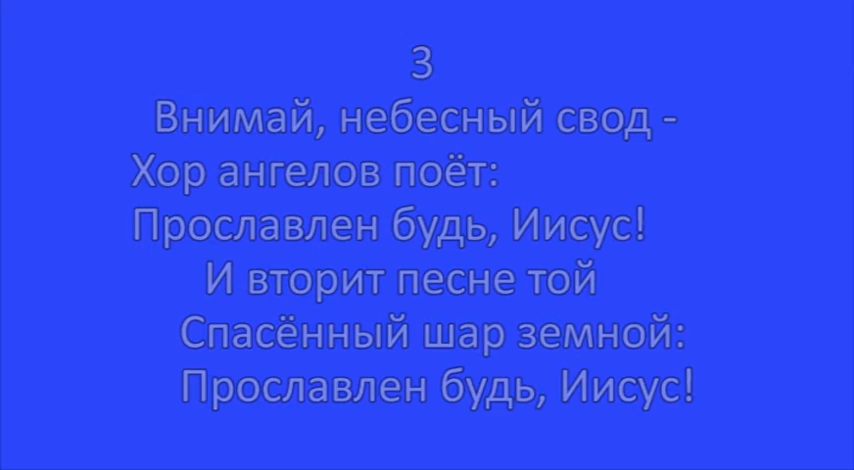 3
Внимай, небесный свод -
Хор ангелов поёт:
Прославлен будь, Иисус!
И вторит песне той
Спасённый шар земной:
Прославлен будь, Иисус!